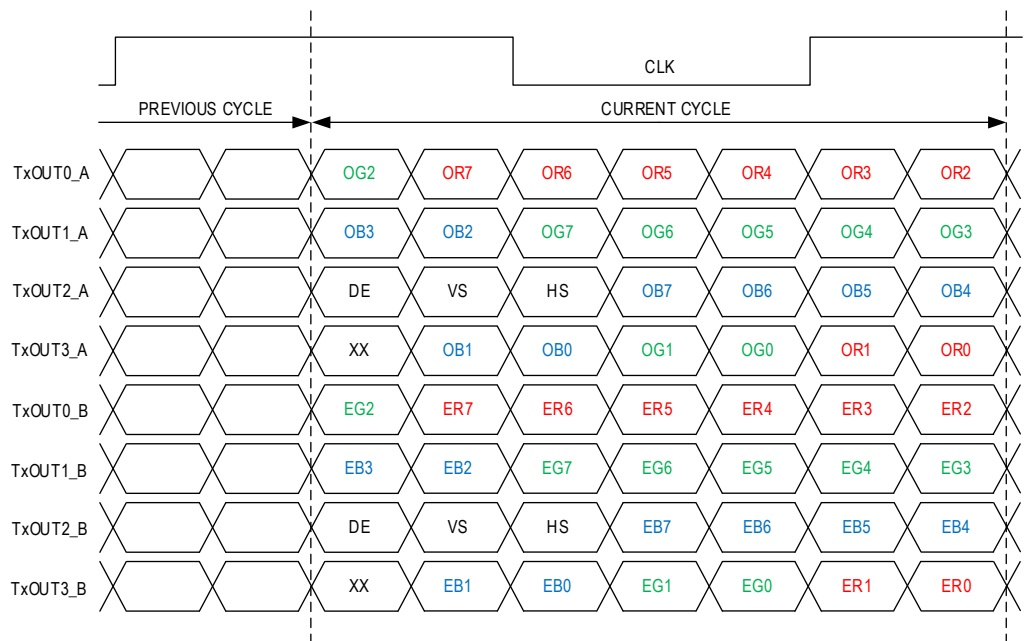 CLK
PREVIOUS CYCLE CURRENT CYCLE
TxOUT0_A OG2 OR7 OR6 OR5 OR4 OR3 OR2
TxOUT1_A OB3 OB2 OG7 OG6 OG5 OG4 OG3
TxOUT2_A DE VS HS OB7 OB6 OB5 OB4
TxOUT3_A XX OB1 OB0 OG1 OG0 OR1 OR0
TxOUT0_B EG2 ER7 ER6 ER5 ER4 ER3 ER2
TxOUT1_B EB3 EB2 EG7 EG6 EG5 EG4 EG3
TxOUT2_B DE VS HS EB7 EB6 EB5 EB4
TxOUT3_B XX EB1 EB0 EG1 EG0 ER1 ER0